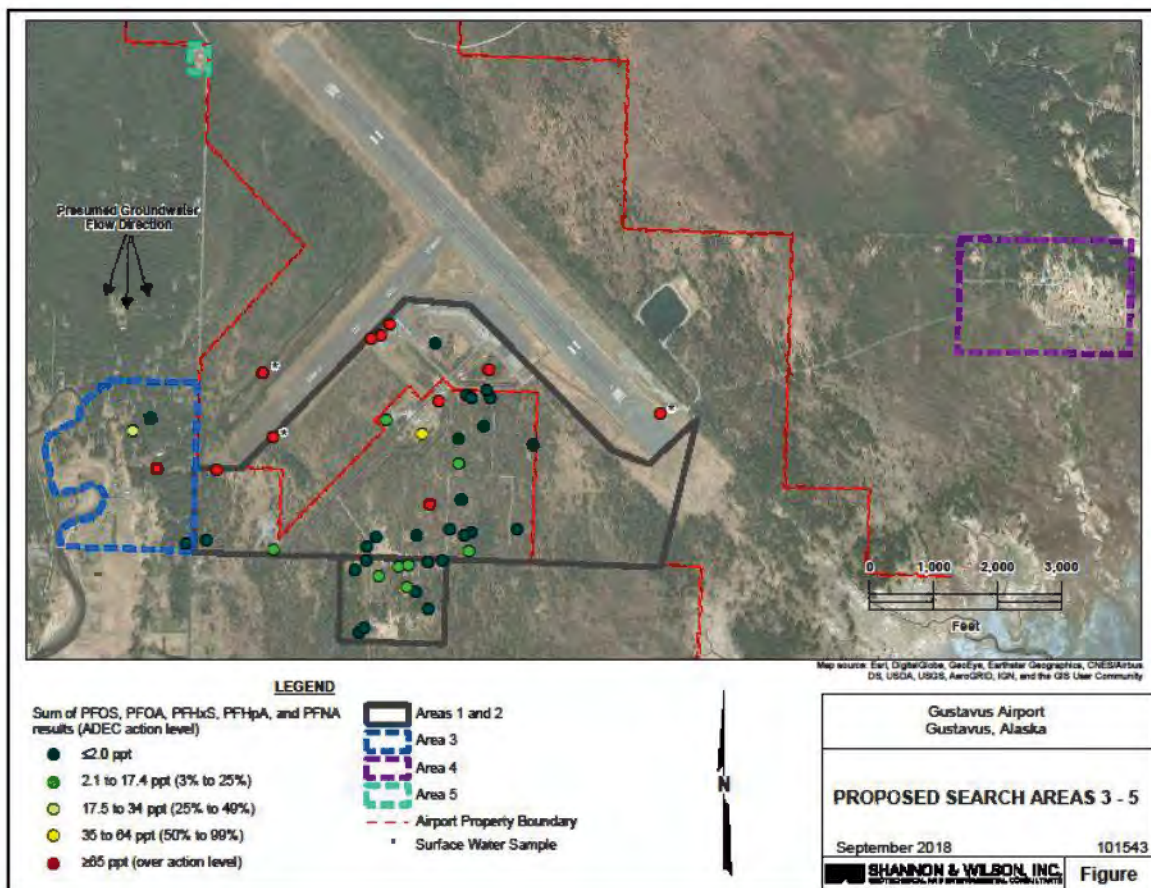 Presumed Groundwater
Flow Direction
*
*
*
0 1,000 2,000 3,000
Feet
Map source: Esri, DigitalGlobe, GeoEye, Earthstar Geographics, CNES/Airbus
DS, USDA, USGS, AeroGRID, IGN, and the GIS User Community
LEGEND
Sum of PFOS, PFOA, PFHxS, PFHpA, and PFNA
results (ADEC action level)
≤2.0 ppt
2.1 to 17.4 ppt (3% to 25%)
17.5 to 34 ppt (25% to 49%)
35 to 64 ppt (50% to 99%)
≥65 ppt (over action level)
Areas 1 and 2
Area 3
Area 4
Area 5
Airport Property Boundary
* Surface Water Sample
N
Gustavus Airport
Gustavus, Alaska
PROPOSED SEARCH AREAS 3 - 5
September 2018 101543
SHANNON & WILSON, INC.
GEOTECHNICAL AND ENVIRONMENTAL CONSULTANTS
Figure